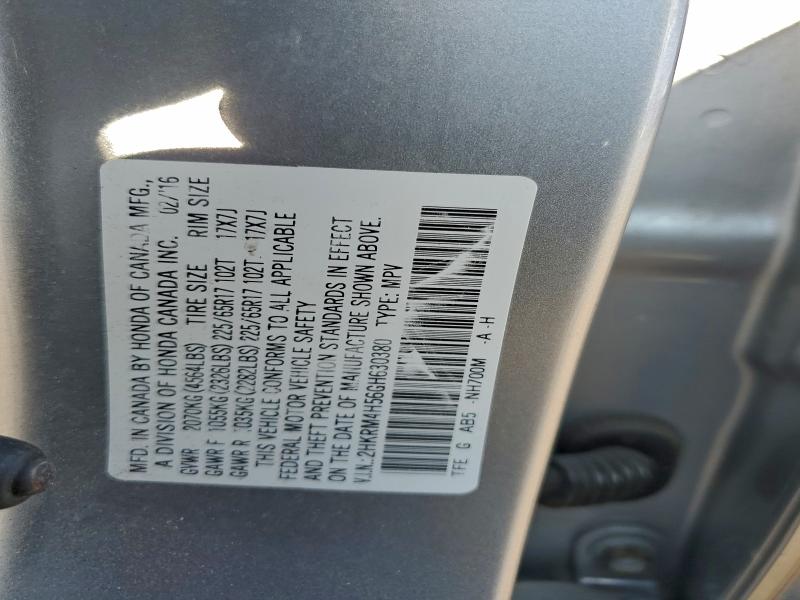 MFD. IN CANADA BY HONDA OF CANADA MFG.,
A DIVISION OF HONDA CANADA INC. 02/'16
GVWR 2070KG (4564LBS) TIRE SIZE RIM SIZE
GAWR F 1055KG (2326LBS) 225/65R17 102T 17X7J
GAWR R 1035KG (2282LBS) 225/65R17 102T 17X7J
THIS VEHICLE CONFORMS TO ALL APPLICABLE
FEDERAL MOTOR VEHICLE SAFETY
AND THEFT PREVENTION STANDARDS IN EFFECT
ON THE DATE OF MANUFACTURE SHOWN ABOVE.
V.I.N.:2HKRM4H56GH630380 TYPE: MPV
TFE G AB5 -NH700M -A -H